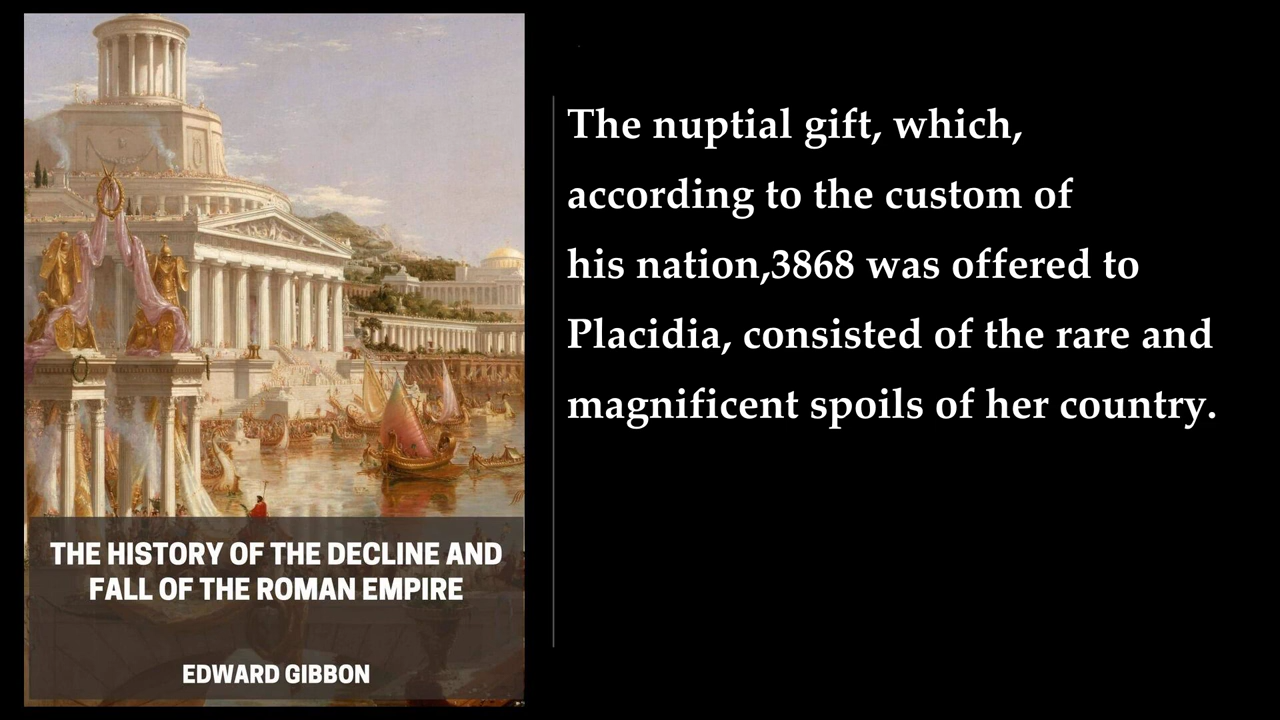 The nuptial gift, which,
according to the custom of
his nation,3868 was offered to
Placidia, consisted of the rare and
magnificent spoils of her country.
THE HISTORY OF THE DECLINE AND
FALL OF THE ROMAN EMPIRE
EDWARD GIBBON